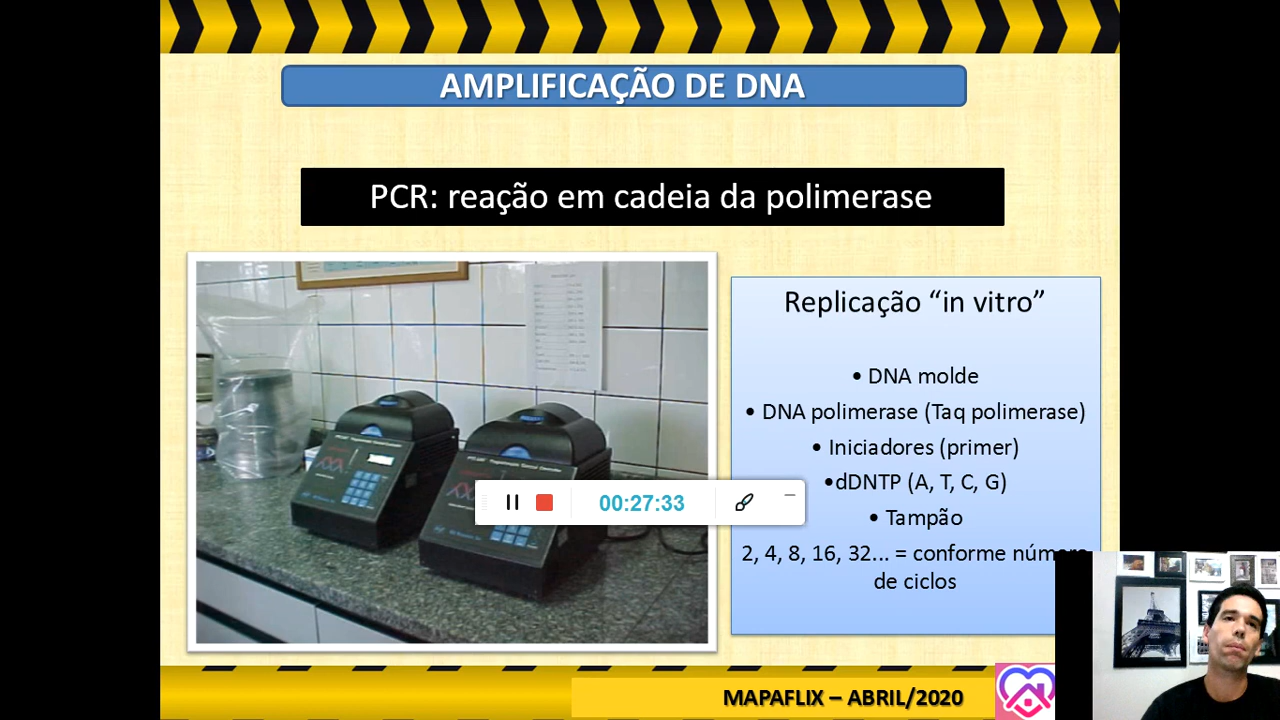 AMPLIFICAÇÃO DE DNA
PCR: reação em cadeia da polimerase
Replicação “in vitro”
• DNA molde
• DNA polimerase (Taq polimerase)
• Iniciadores (primer)
•dDNTP (A, T, C, G)
• Tampão
2, 4, 8, 16, 32... = conforme número
de ciclos
00:27:33
MAPAFLIX – ABRIL/2020